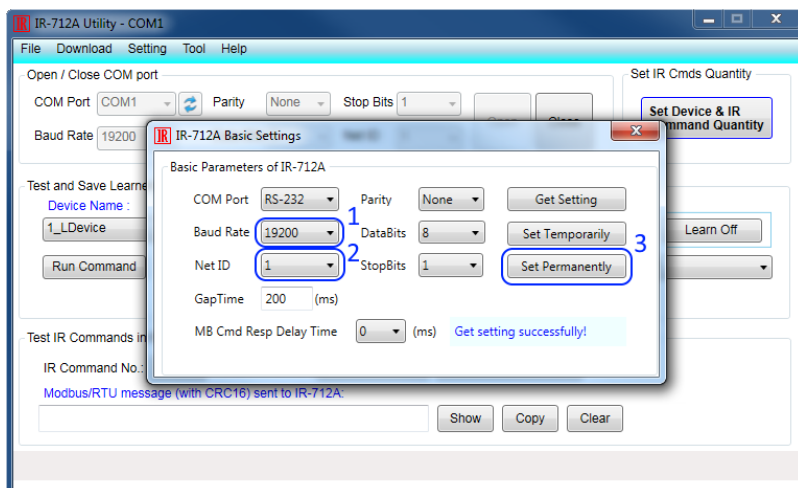 IR IR-712A Utility - COM1
File Download Setting Tool Help
Open / Close COM port
Set IR Cmds Quantity
COM Port COM1 Parity None Stop Bits 1
Set Device & IR
mmand Quantity
Baud Rate 19200
IR IR-712A Basic Settings
Basic Parameters of IR-712A
COM Port RS-232 Parity None Get Setting
1
Baud Rate 19200 DataBits 8 Set Temporarily
2
3
Net ID 1 StopBits 1 Set Permanently
GapTime 200 (ms)
MB Cmd Resp Delay Time 0 (ms) Get setting successfully!
Test and Save Learne
Device Name :
1_LDevice
Learn Off
Run Command
Test IR Commands in
IR Command No.:
Modbus/RTU message (with CRC16) sent to IR-712A:
Show Copy Clear